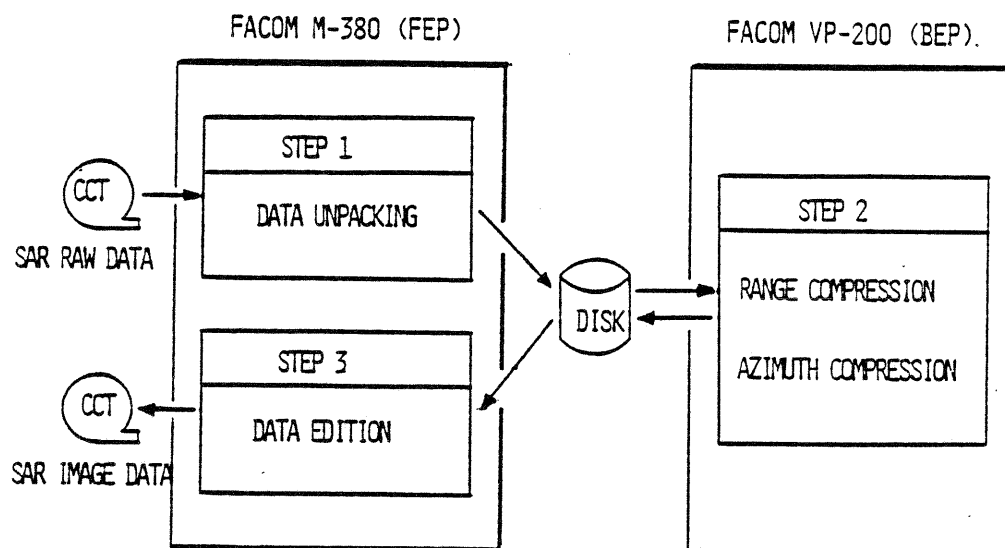 FACOM M-380 (FEP)
FACOM VP-200 (BEP).
STEP 1
CCT
DATA UNPACKING
SAR RAW DATA
STEP 2
RANGE COMPRESSION
DISK
AZIMUTH COMPRESSION
STEP 3
CCT
DATA EDITION
SAR IMAGE DATA